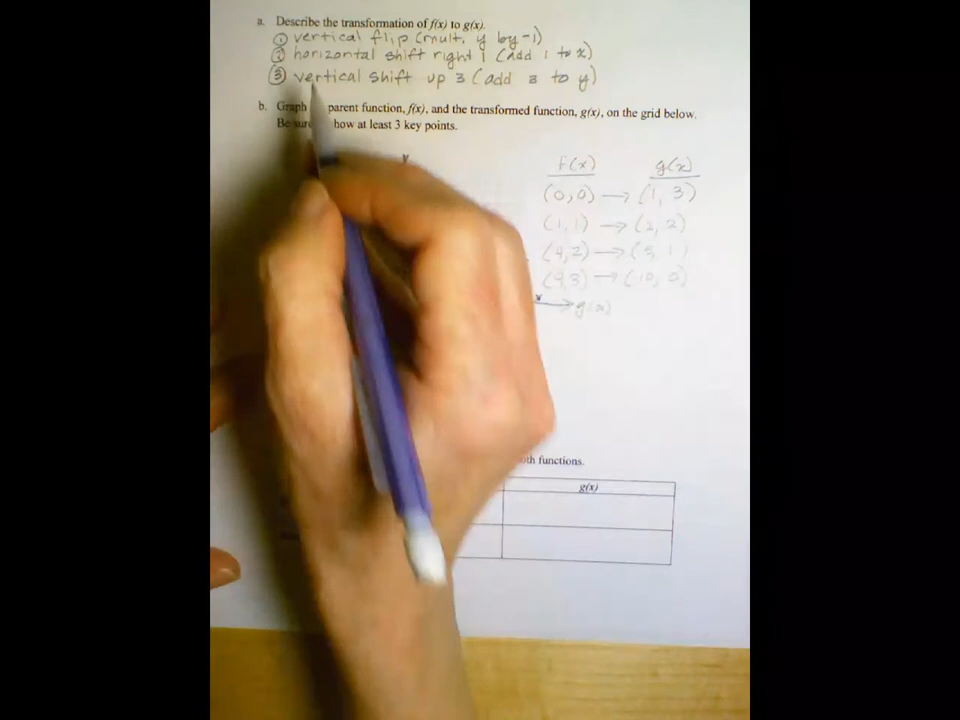 a. Describe the transformation of f(x) to g(x).
① vertical flip (mult. y by -1)
② horizontal shift right 1 (add 1 to x)
③ vertical shift up 3 (add 3 to y)
b. Graph parent function, f(x), and the transformed function, g(x), on the grid below.
Be sure how at least 3 key points.
y
f(x) g(x)
(0,0) → (1, 3)
(1,1) → (2, 2)
(4,2) → (5, 1)
(9,3) → (10, 0)
x
g(x)
oth functions.
g(x)